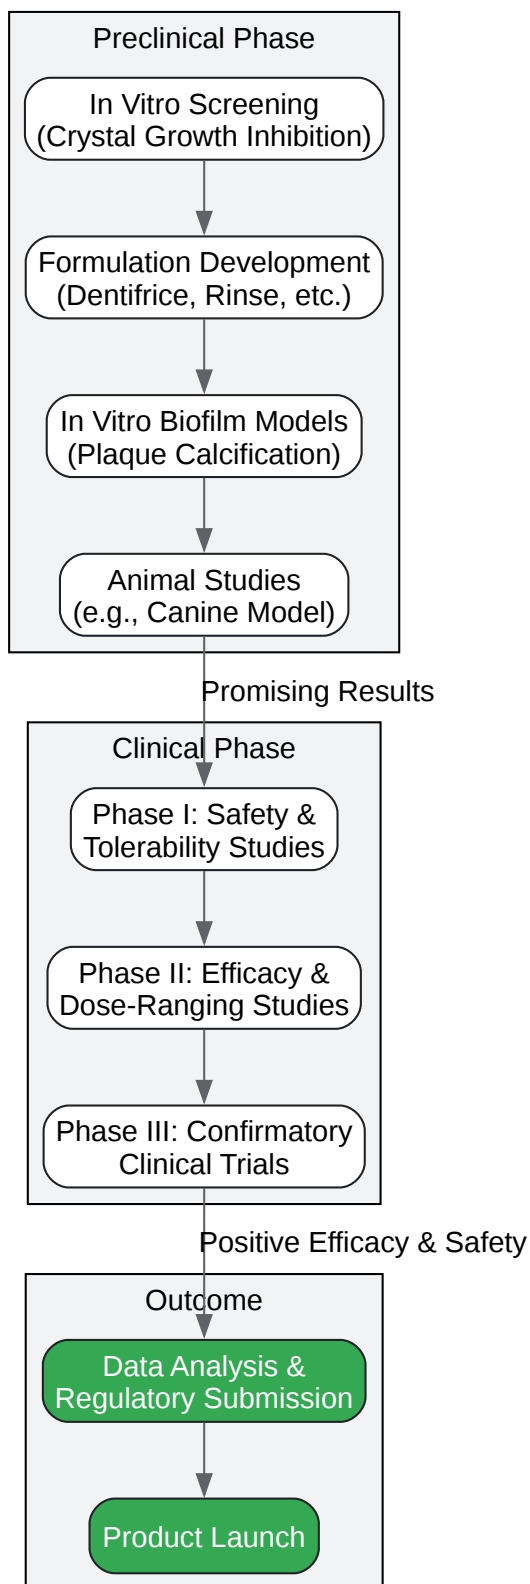 Preclinical Phase
In Vitro Screening
(Crystal Growth Inhibition)
Formulation Development
(Dentifrice, Rinse, etc.)
In Vitro Biofilm Models
(Plaque Calcification)
Animal Studies
(e.g., Canine Model)
Promising Results
Clinical Phase
Phase I: Safety &
Tolerability Studies
Phase II: Efficacy &
Dose-Ranging Studies
Phase III: Confirmatory
Clinical Trials
Positive Efficacy & Safety
Outcome
Data Analysis &
Regulatory Submission
Product Launch